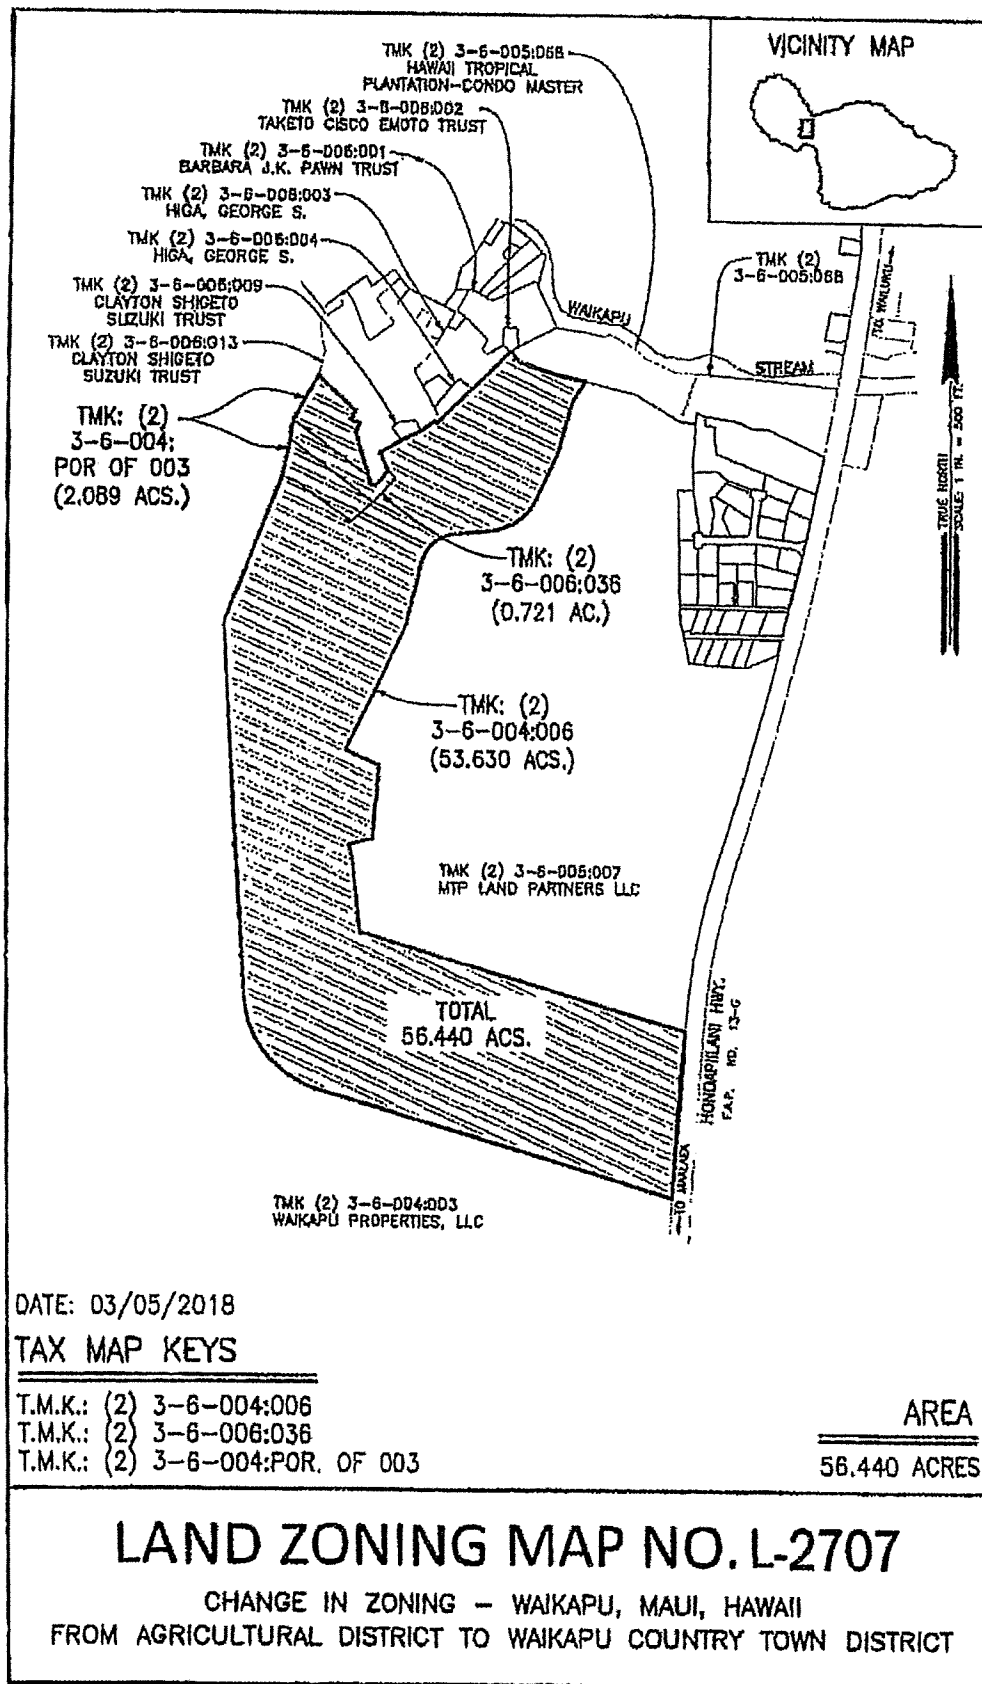 VICINITY MAP
TMK (2) 3-6-005:068
HAWAII TROPICAL
PLANTATION-CONDO MASTER
TMK (2) 3-6-006:002
TAKETO CISCO EMOTO TRUST
TMK (2) 3-6-006:001
BARBARA J.K. PAWN TRUST
TMK (2) 3-6-006:003
HIGA, GEORGE S.
TMK (2) 3-6-006:004
HIGA, GEORGE S.
TMK (2) 3-6-006:009
CLAYTON SHIGETO
SUZUKI TRUST
TMK (2) 3-6-006:013
CLAYTON SHIGETO
SUZUKI TRUST
TMK: (2)
3-6-004:
POR OF 003
(2.089 ACS.)
WAIKAPU
STREAM
TMK (2)
3-6-005:068
TO WAILUKU
TRUE NORTH
SCALE: 1 IN. = 500 FT.
TMK: (2)
3-6-006:036
(0.721 AC.)
TMK: (2)
3-6-004:006
(53.630 ACS.)
TMK (2) 3-6-005:007
MTP LAND PARTNERS LLC
TOTAL
56.440 ACS.
HONOAPIILANI HWY.
F.A.P. NO. 13-G
TO MAALAEA
TMK (2) 3-6-004:003
WAIKAPU PROPERTIES, LLC
DATE: 03/05/2018
TAX MAP KEYS
T.M.K.: (2) 3-6-004:006
T.M.K.: (2) 3-6-006:036
T.M.K.: (2) 3-6-004:POR. OF 003
AREA
56.440 ACRES
LAND ZONING MAP NO. L-2707
CHANGE IN ZONING - WAIKAPU, MAUI, HAWAII
FROM AGRICULTURAL DISTRICT TO WAIKAPU COUNTRY TOWN DISTRICT